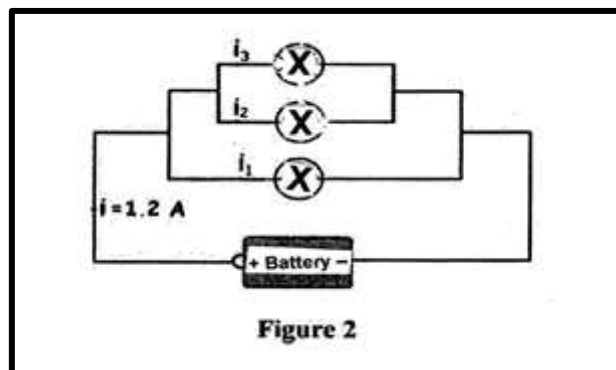 i₃
X
i₂
X
i₁
X
i=1.2 A
+ Battery −
Figure 2